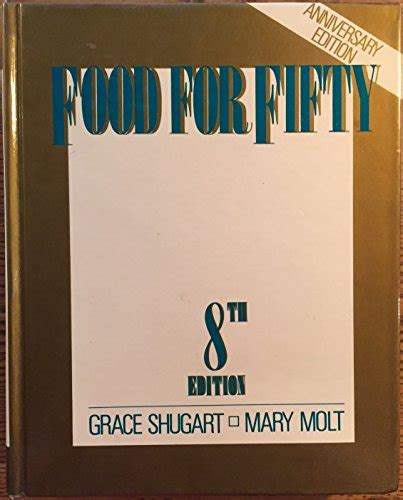 ANNIVERSARY
EDITION
FOOD FOR FIFTY
8TH
EDITION
GRACE SHUGART □ MARY MOLT